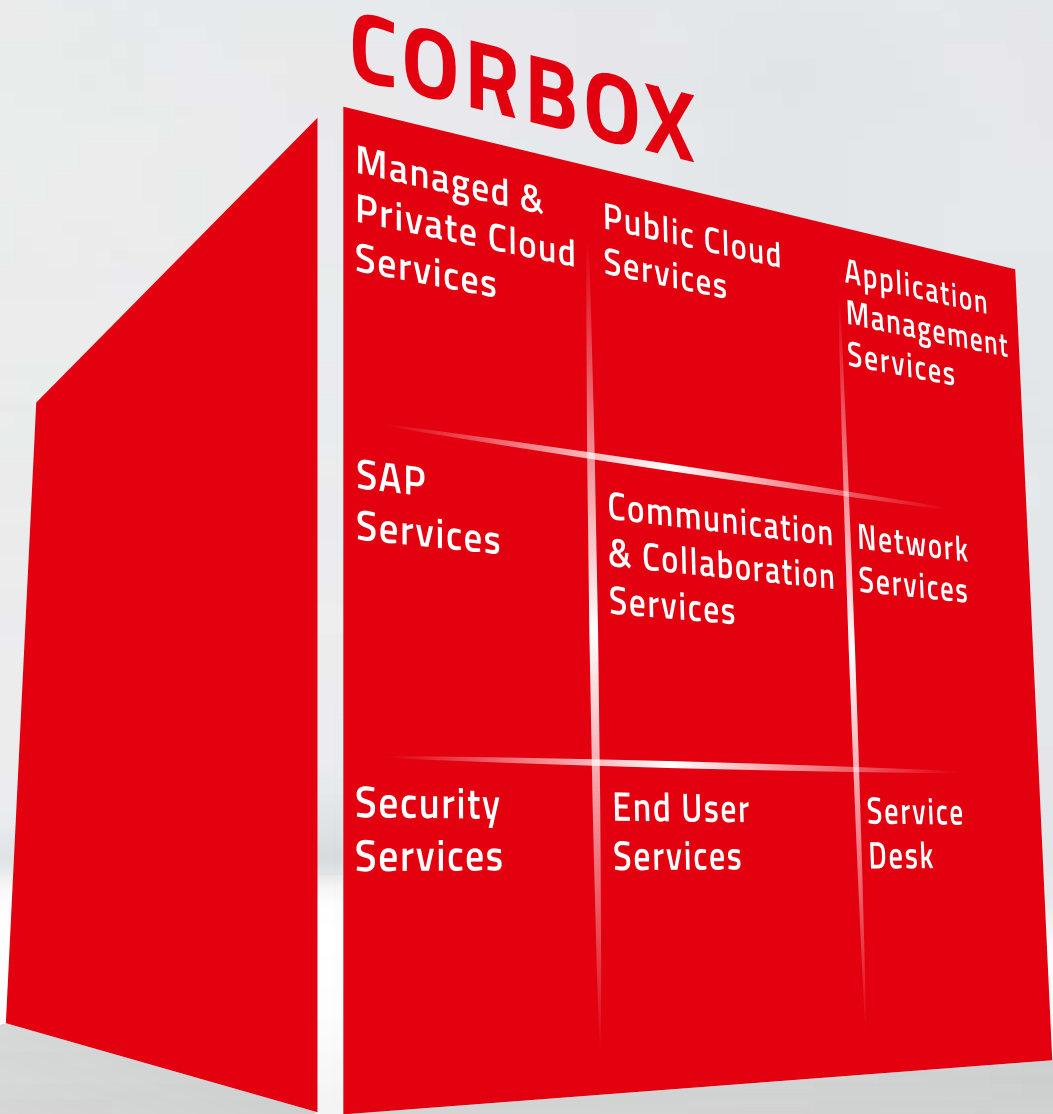 CORBOX
Managed &
Private Cloud
Services
Public Cloud
Services
Application
Management
Services
SAP
Services
Communication
& Collaboration
Services
Network
Services
Security
Services
End User
Services
Service
Desk